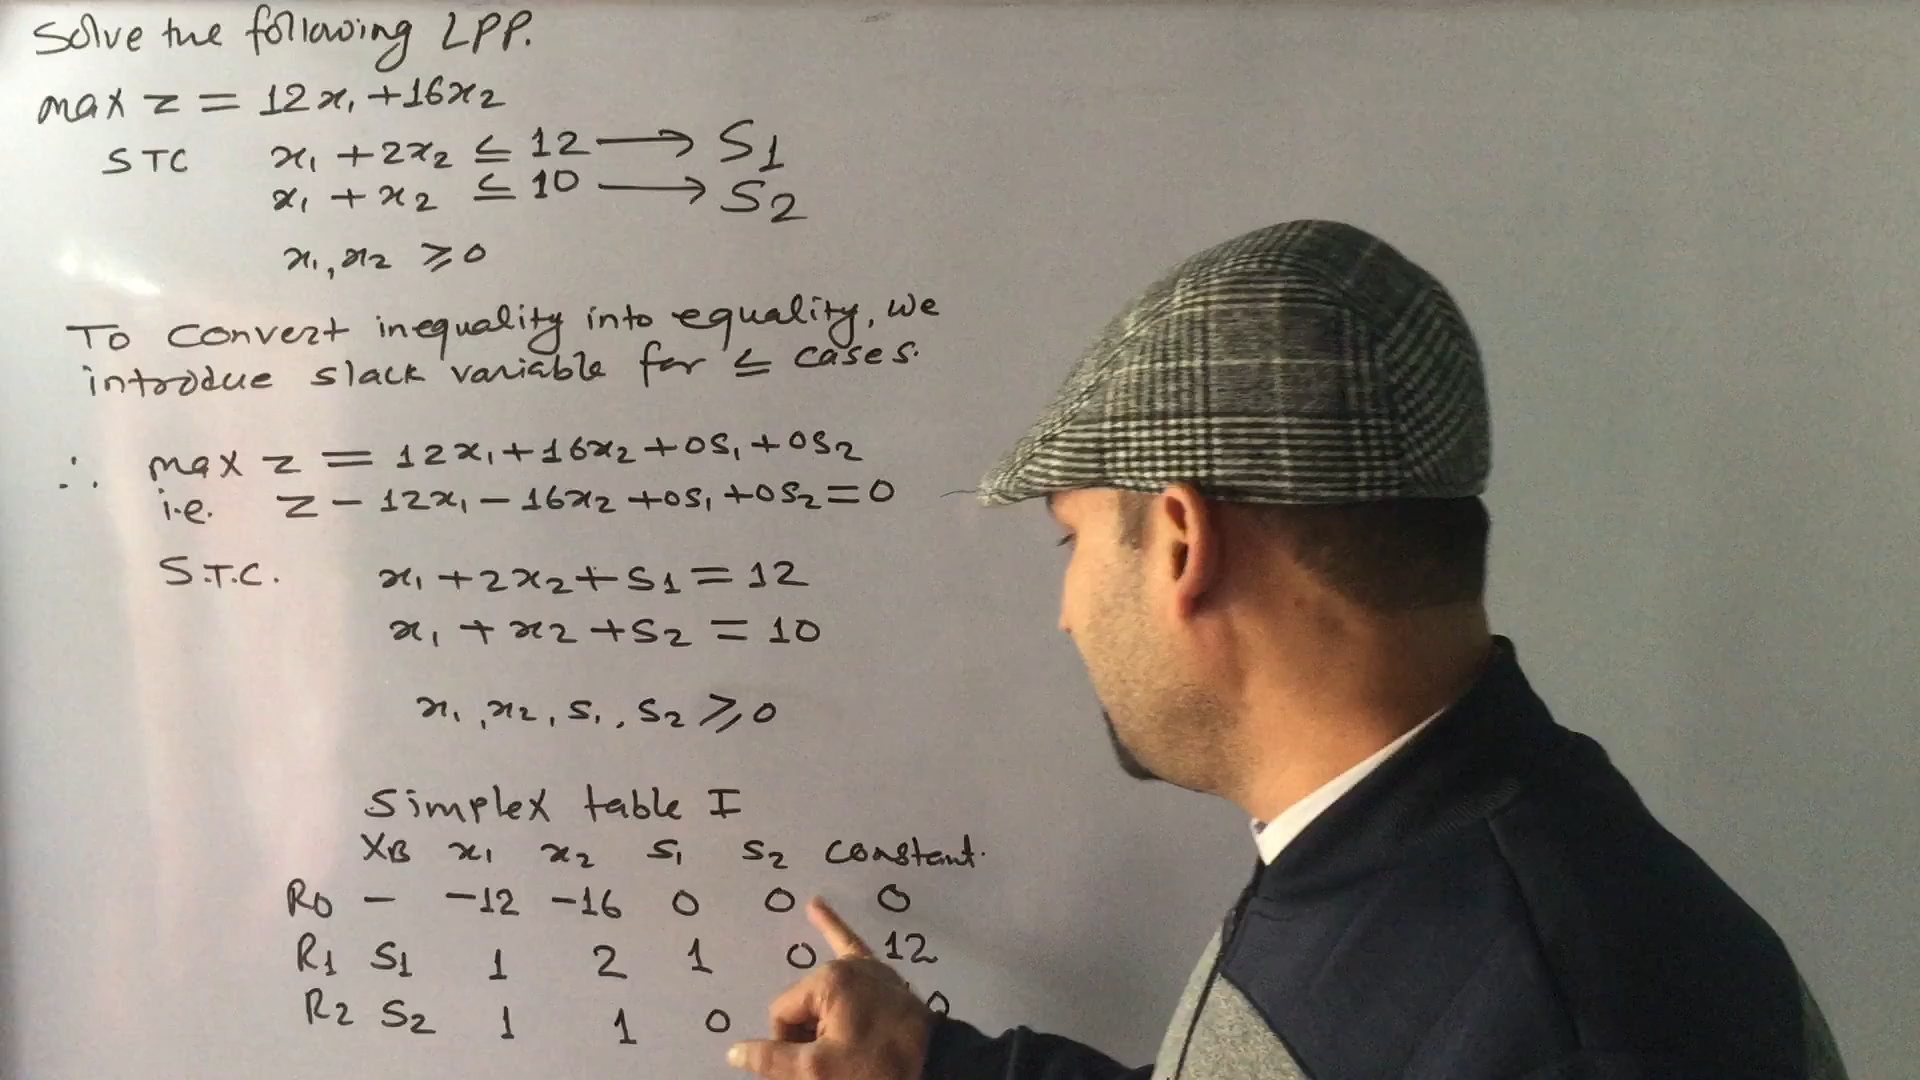 Solve the following LPP.
max z = 12x₁ + 16x₂
STC x₁ + 2x₂ ≤ 12 ⟶ S1
x₁ + x₂ ≤ 10 ⟶ S2
x₁, x₂ ≥ 0
To convert inequality into equality, we
introdue slack variable for ≤ cases.
∴ max z = 12x₁ + 16x₂ + 0S₁ + 0S₂
i.e. z - 12x₁ - 16x₂ + 0S₁ + 0S₂ = 0
S.T.C. x₁ + 2x₂ + S1 = 12
x₁ + x₂ + S₂ = 10
x₁, x₂, S₁, S₂ ≥ 0
Simplex table I
XB x₁ x₂ S₁ S₂ constant.
R0 - -12 -16 0 0 0
R1 S1 1 2 1 0 12
R2 S2 1 1 0